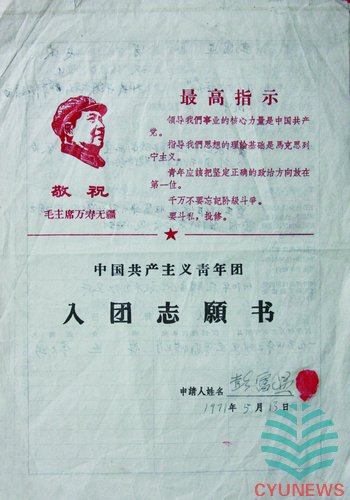 最高指示
領导我們事业的核心力量是中国共产
党。
指导我們思想的理論基础是馬克思列
宁主义。
青年应該把坚定正确的政治方向放在
第一位。
千万不要忘記阶級斗爭。
要斗私，批修。
敬祝
毛主席万寿无疆
中国共产主义青年团
入团志願书
申請人姓名 彭
1971年5月13日
CYUNEWS